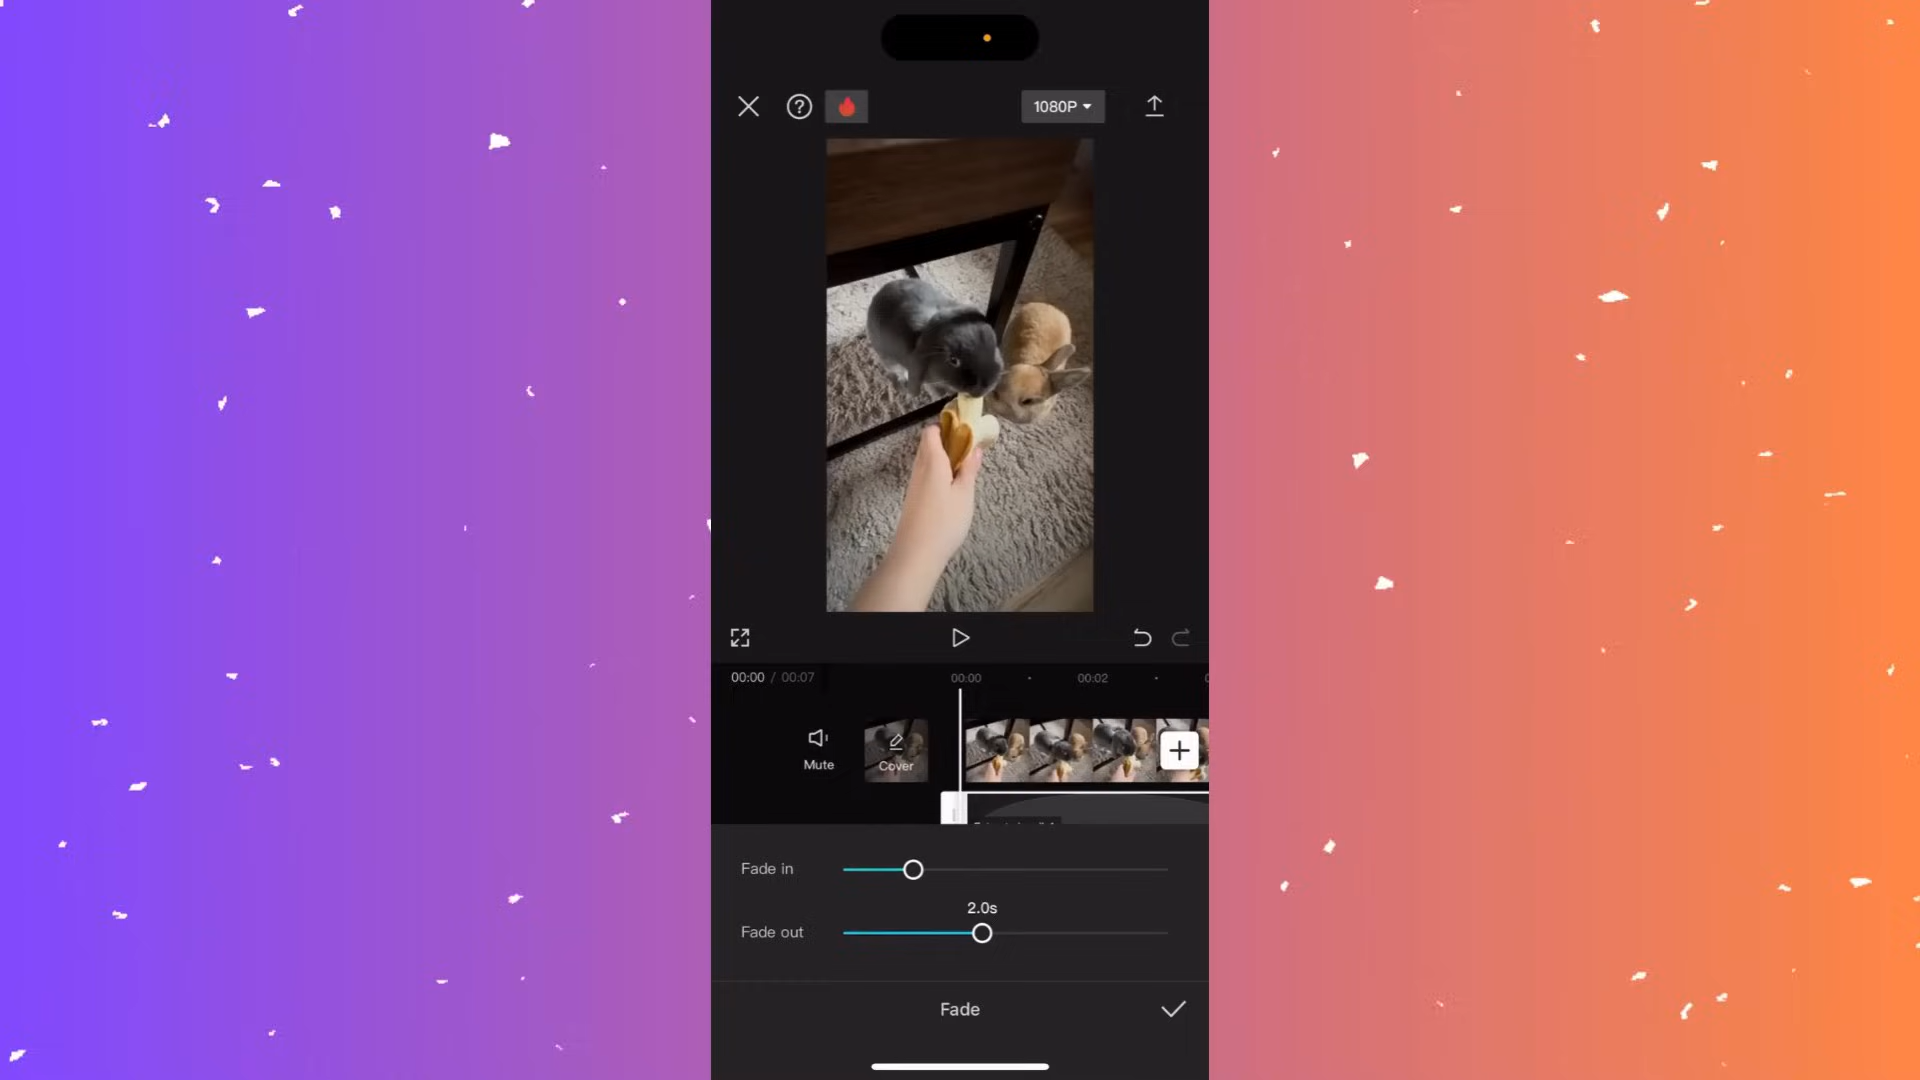 1080P
00:00 / 00:07
00:00
00:02
Mute
Cover
Fade in
2.0s
Fade out
Fade